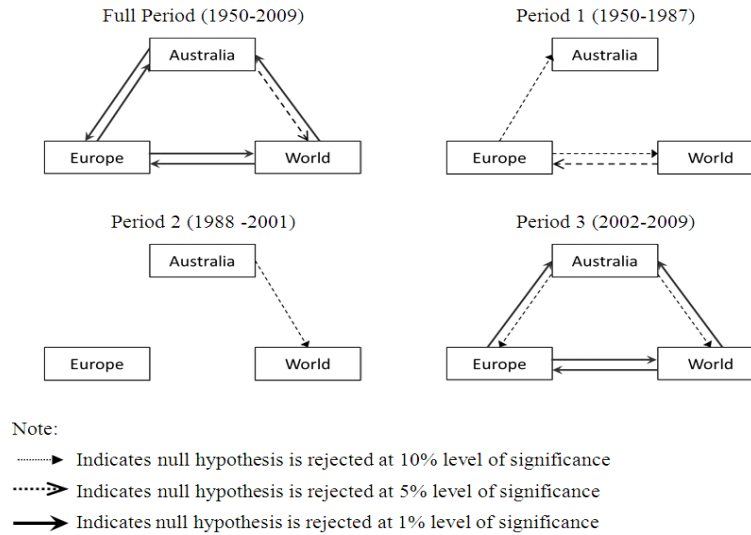 Full Period (1950-2009)
Period 1 (1950-1987)
Australia
Australia
Europe
World
Europe
World
Period 2 (1988 -2001)
Period 3 (2002-2009)
Australia
Australia
Europe
World
Europe
World
Note:
Indicates null hypothesis is rejected at 10% level of significance
Indicates null hypothesis is rejected at 5% level of significance
Indicates null hypothesis is rejected at 1% level of significance